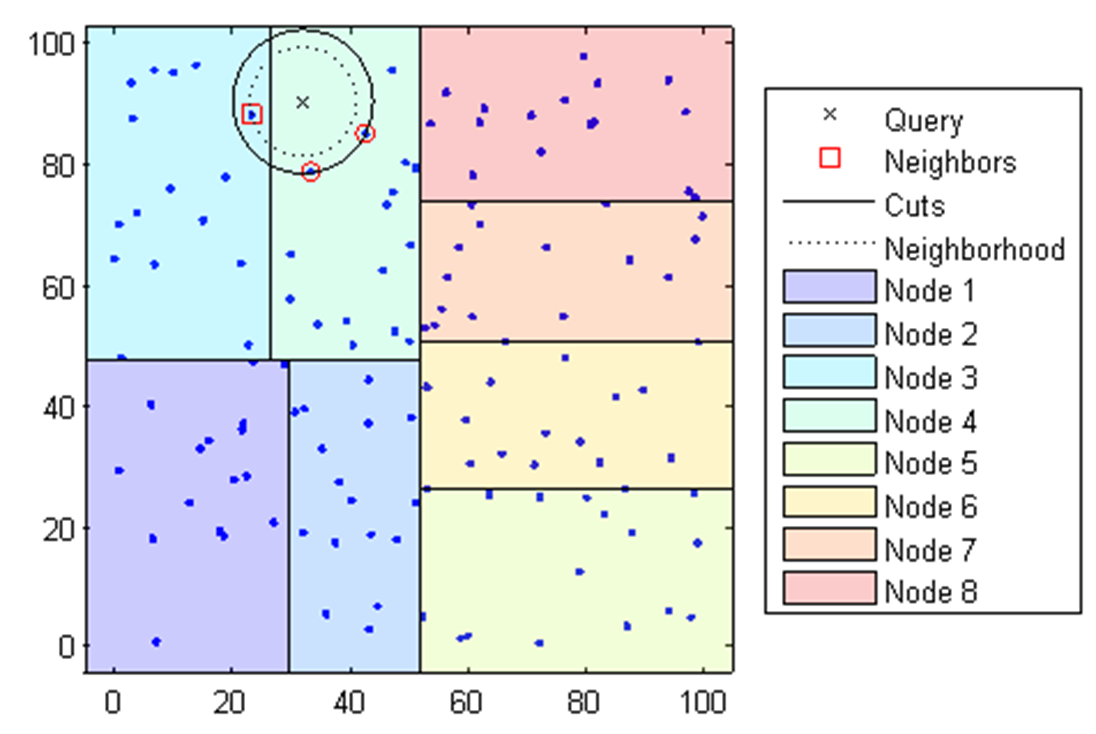 100
80
60
40
20
0
0 20 40 60 80 100
Query
Neighbors
Cuts
Neighborhood
Node 1
Node 2
Node 3
Node 4
Node 5
Node 6
Node 7
Node 8